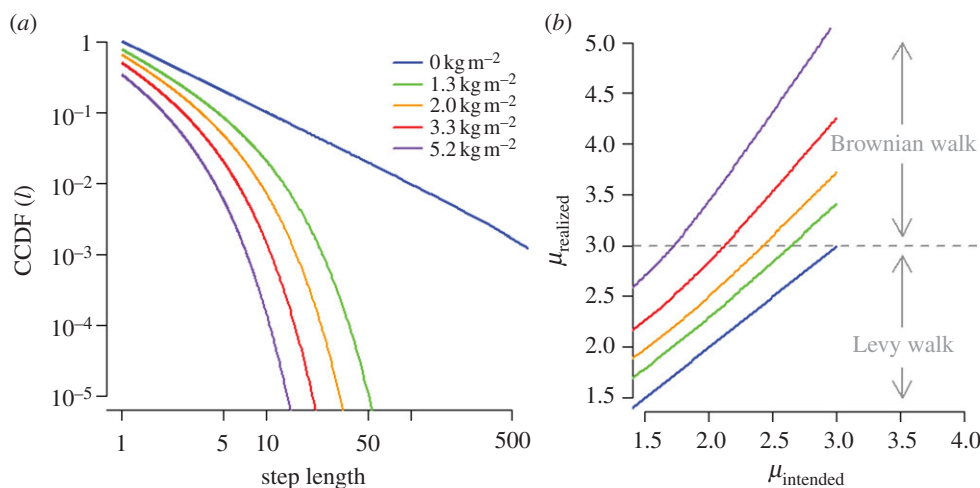 (a)
1
10⁻¹
10⁻²
10⁻³
10⁻⁴
10⁻⁵
CCDF (l)
0 kg m⁻²
1.3 kg m⁻²
2.0 kg m⁻²
3.3 kg m⁻²
5.2 kg m⁻²
1 5 10 50 500
step length
(b)
5.0
4.5
4.0
3.5
3.0
2.5
2.0
1.5
μrealized
Brownian walk
Levy walk
1.5 2.0 2.5 3.0 3.5 4.0
μintended